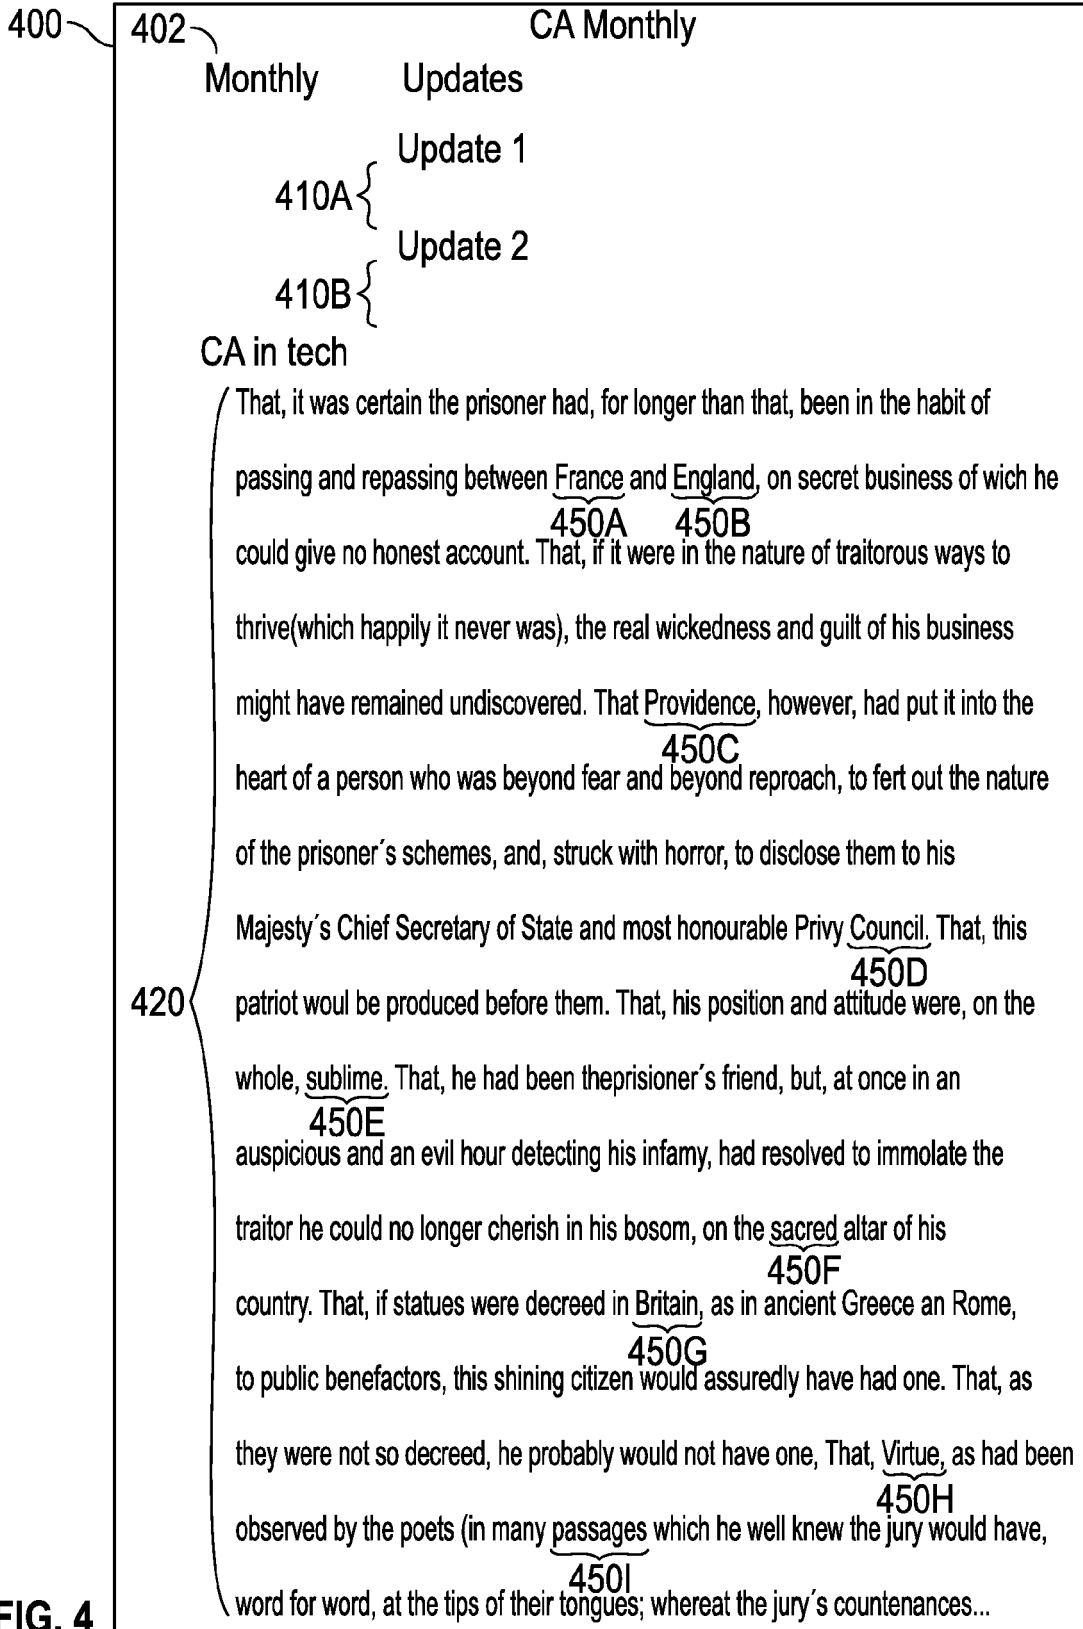 400 402 CA Monthly
Monthly Updates
Update 1
410A
Update 2
410B
CA in tech
That, it was certain the prisoner had, for longer than that, been in the habit of
passing and repassing between France and England, on secret business of wich he
450A 450B
could give no honest account. That, if it were in the nature of traitorous ways to
thrive(which happily it never was), the real wickedness and guilt of his business
might have remained undiscovered. That Providence, however, had put it into the
450C
heart of a person who was beyond fear and beyond reproach, to fert out the nature
of the prisoner´s schemes, and, struck with horror, to disclose them to his
Majesty´s Chief Secretary of State and most honourable Privy Council. That, this
450D
420 patriot woul be produced before them. That, his position and attitude were, on the
whole, sublime. That, he had been theprisioner´s friend, but, at once in an
450E
auspicious and an evil hour detecting his infamy, had resolved to immolate the
traitor he could no longer cherish in his bosom, on the sacred altar of his
450F
country. That, if statues were decreed in Britain, as in ancient Greece an Rome,
450G
to public benefactors, this shining citizen would assuredly have had one. That, as
they were not so decreed, he probably would not have one, That, Virtue, as had been
450H
observed by the poets (in many passages which he well knew the jury would have,
450I
word for word, at the tips of their tongues; whereat the jury´s countenances...
FIG. 4